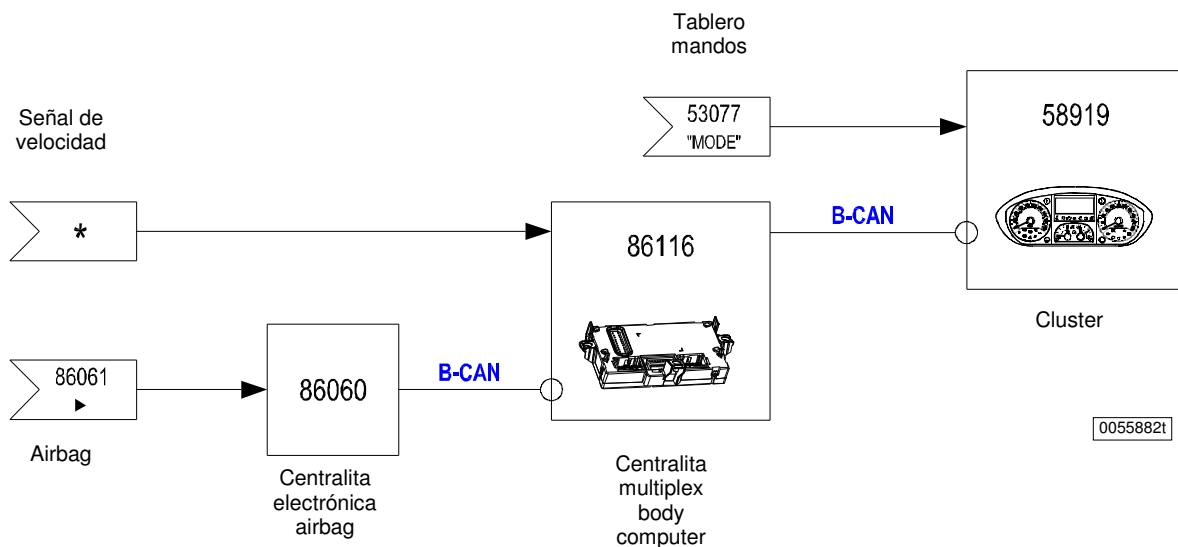 Tablero
mandos
53077
"MODE"
58919
Señal de
velocidad
*
B-CAN
86116
Cluster
86061
86060
B-CAN
0055882t
Airbag
Centralita
electrónica
airbag
Centralita
multiplex
body
computer